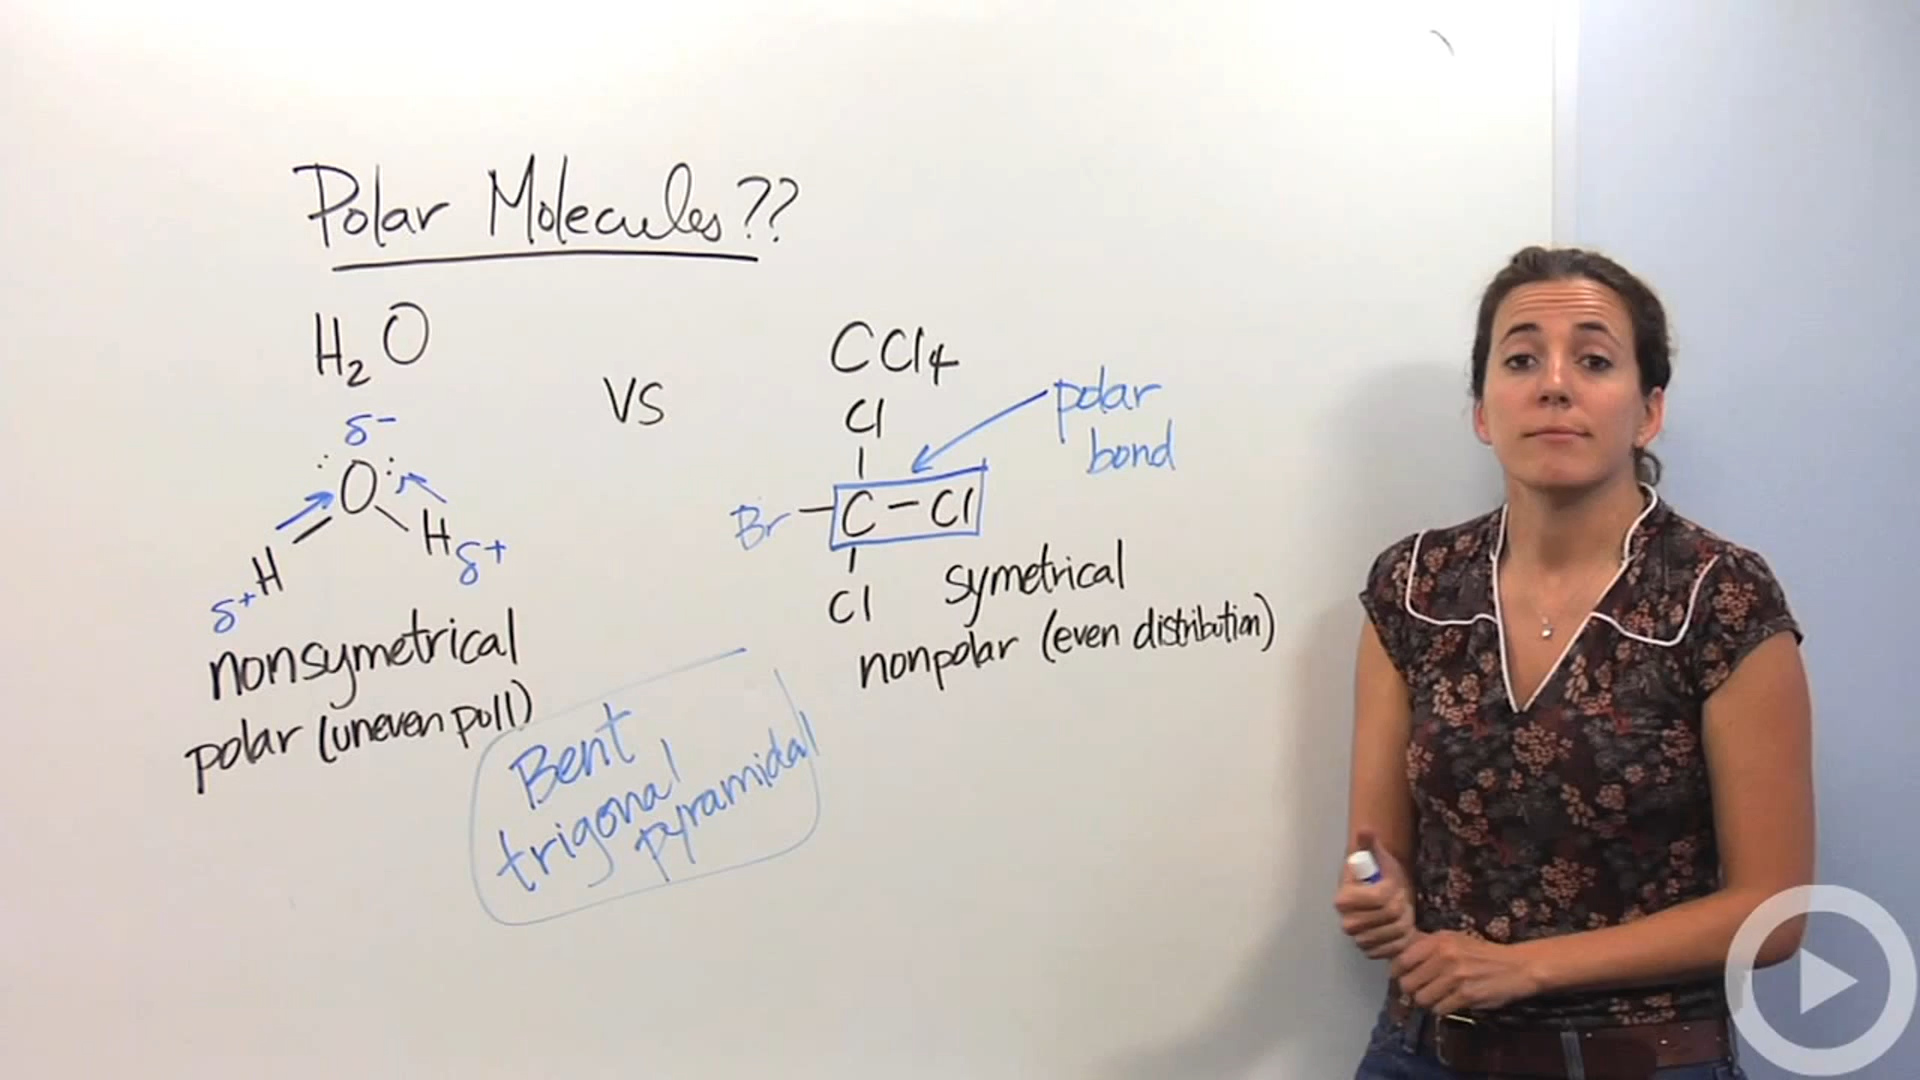 Polar Molecules??
H₂O
VS
CCl₄
δ-
O
H
H
δ+
δ+
nonsymetrical
polar (uneven pull)
Cl
polar
bond
Br - C - Cl
Cl
symetrical
nonpolar (even distribution)
Bent
trigonal
pyramidal